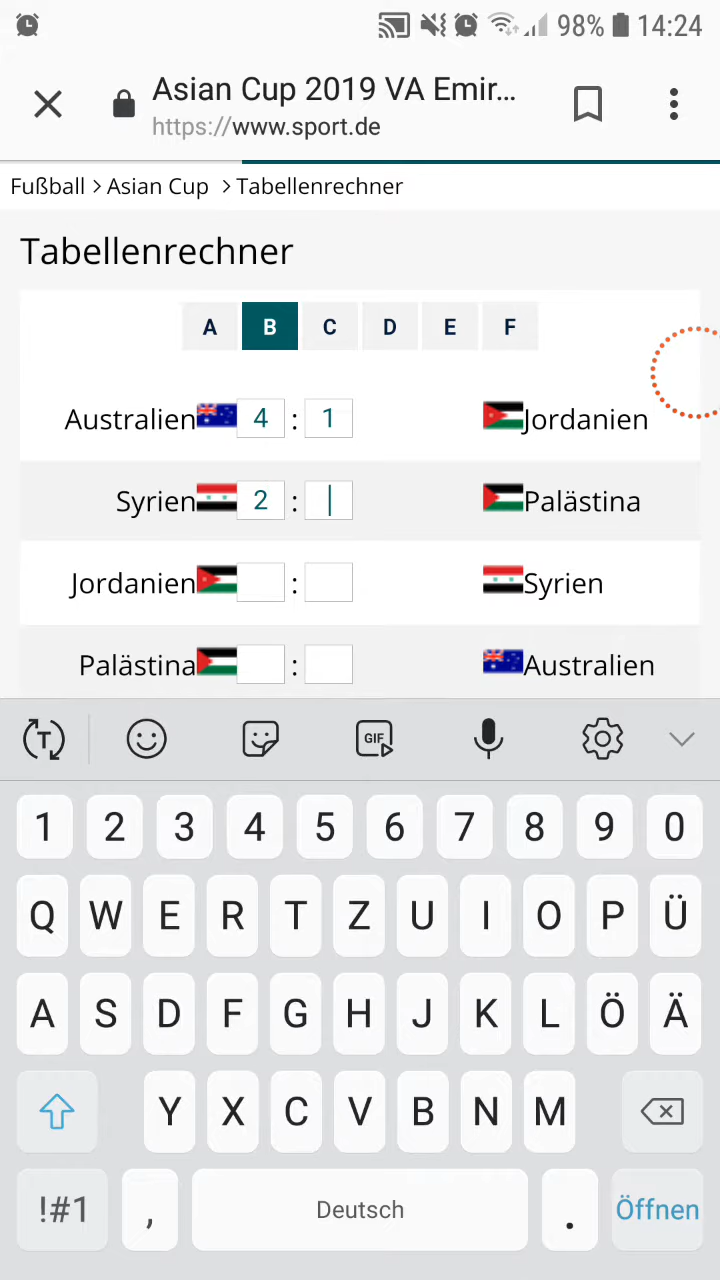 98% 14:24
Asian Cup 2019 VA Emir...
https://www.sport.de
Fußball > Asian Cup > Tabellenrechner
Tabellenrechner
A B C D E F
Australien 4 : 1 Jordanien
Syrien 2 : Palästina
Jordanien : Syrien
Palästina : Australien
T GIF
1 2 3 4 5 6 7 8 9 0
Q W E R T Z U I O P Ü
A S D F G H J K L Ö Ä
Y X C V B N M
!#1 , Deutsch . Öffnen